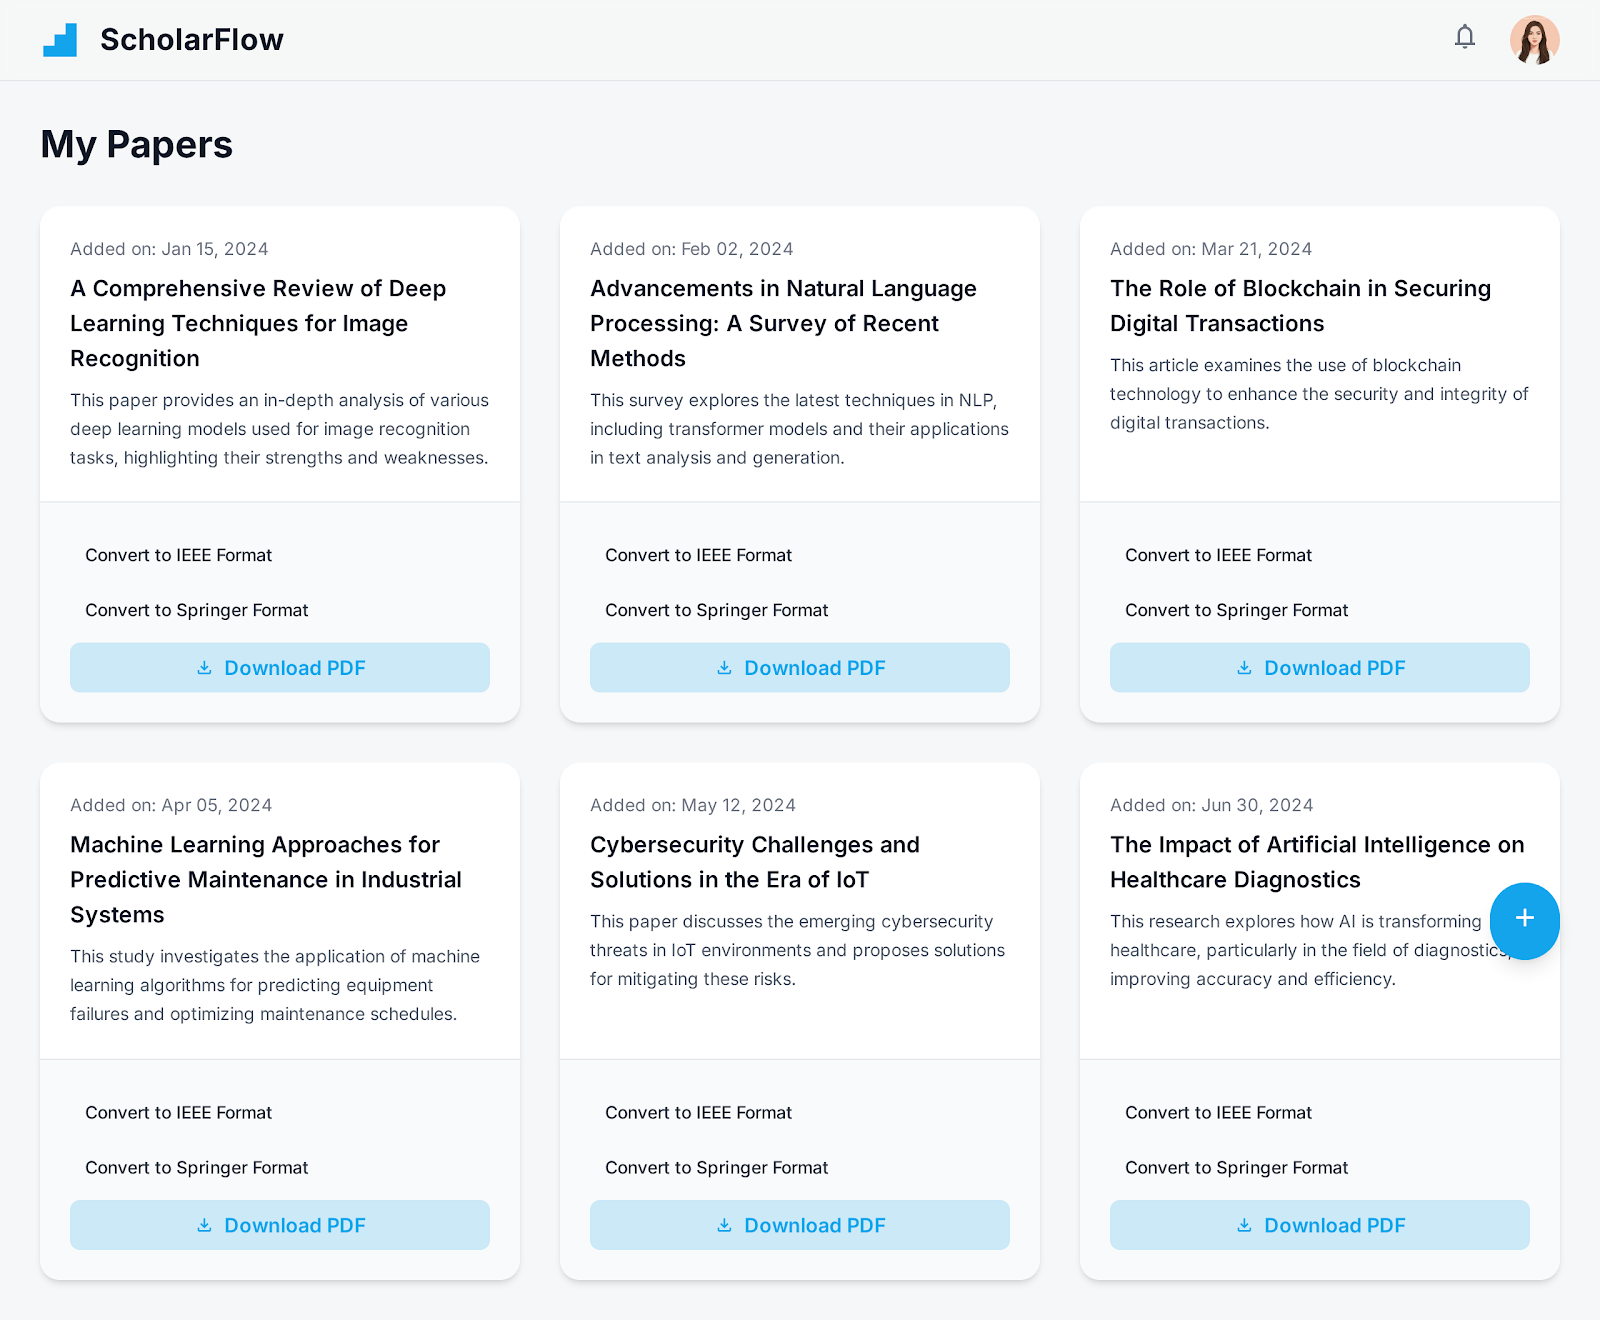 ScholarFlow
My Papers
Added on: Jan 15, 2024
A Comprehensive Review of Deep
Learning Techniques for Image
Recognition
This paper provides an in-depth analysis of various
deep learning models used for image recognition
tasks, highlighting their strengths and weaknesses.
Convert to IEEE Format
Convert to Springer Format
Download PDF
Added on: Feb 02, 2024
Advancements in Natural Language
Processing: A Survey of Recent
Methods
This survey explores the latest techniques in NLP,
including transformer models and their applications
in text analysis and generation.
Convert to IEEE Format
Convert to Springer Format
Download PDF
Added on: Mar 21, 2024
The Role of Blockchain in Securing
Digital Transactions
This article examines the use of blockchain
technology to enhance the security and integrity of
digital transactions.
Convert to IEEE Format
Convert to Springer Format
Download PDF
Added on: Apr 05, 2024
Machine Learning Approaches for
Predictive Maintenance in Industrial
Systems
This study investigates the application of machine
learning algorithms for predicting equipment
failures and optimizing maintenance schedules.
Convert to IEEE Format
Convert to Springer Format
Download PDF
Added on: May 12, 2024
Cybersecurity Challenges and
Solutions in the Era of IoT
This paper discusses the emerging cybersecurity
threats in IoT environments and proposes solutions
for mitigating these risks.
Convert to IEEE Format
Convert to Springer Format
Download PDF
Added on: Jun 30, 2024
The Impact of Artificial Intelligence on
Healthcare Diagnostics
This research explores how AI is transforming
healthcare, particularly in the field of diagnostics,
improving accuracy and efficiency.
Convert to IEEE Format
Convert to Springer Format
Download PDF